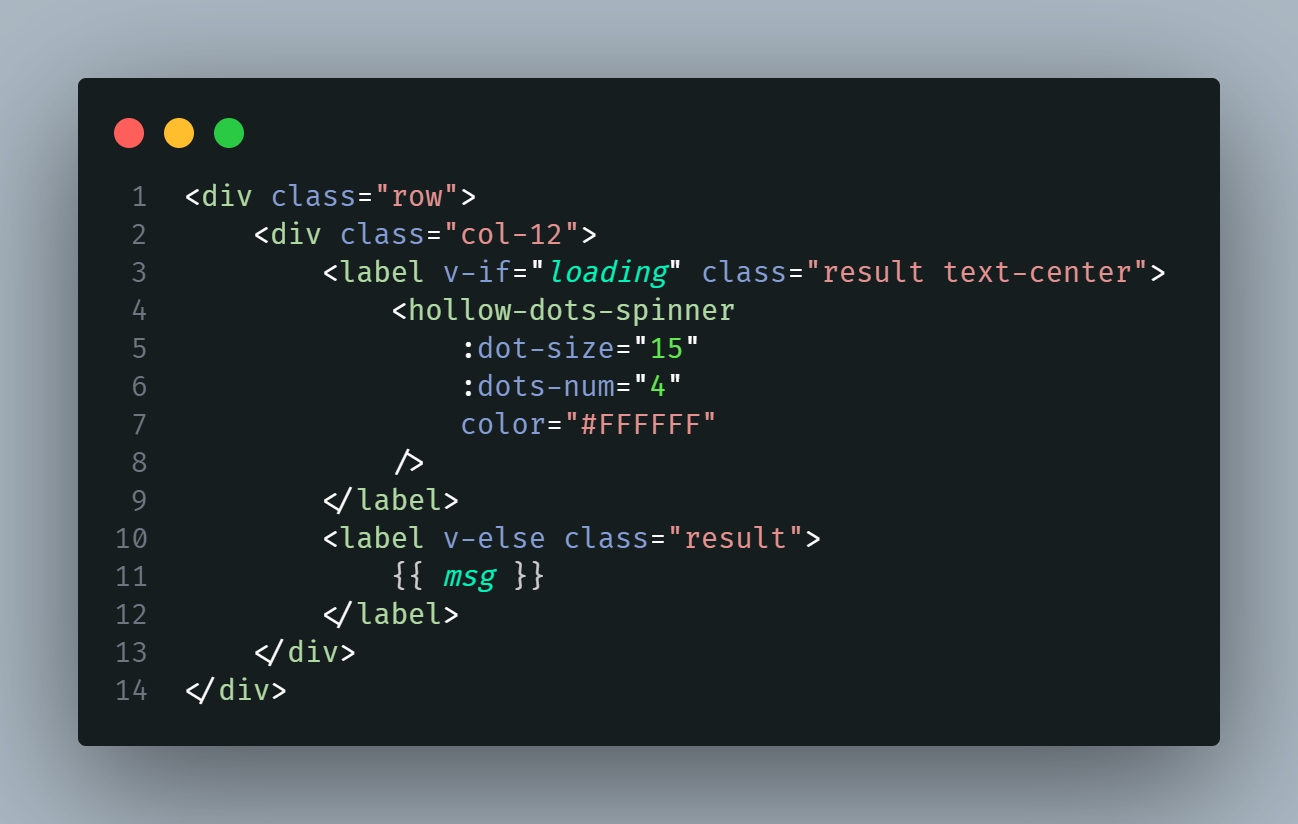 1 <div class="row">
2     <div class="col-12">
3         <label v-if="loading" class="result text-center">
4             <hollow-dots-spinner
5                 :dot-size="15"
6                 :dots-num="4"
7                 color="#FFFFFF"
8             />
9         </label>
10         <label v-else class="result">
11             {{ msg }}
12         </label>
13     </div>
14 </div>